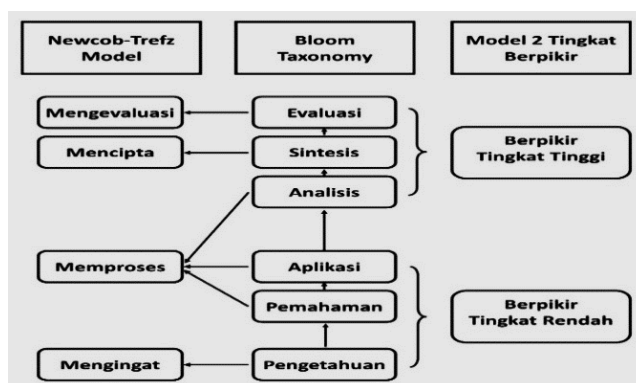 Newcob-Trefz
Model
Bloom
Taxonomy
Model 2 Tingkat
Berpikir
Mengevaluasi
Evaluasi
Mencipta
Sintesis
Berpikir
Tingkat Tinggi
Analisis
Memproses
Aplikasi
Pemahaman
Berpikir
Tingkat Rendah
Mengingat
Pengetahuan